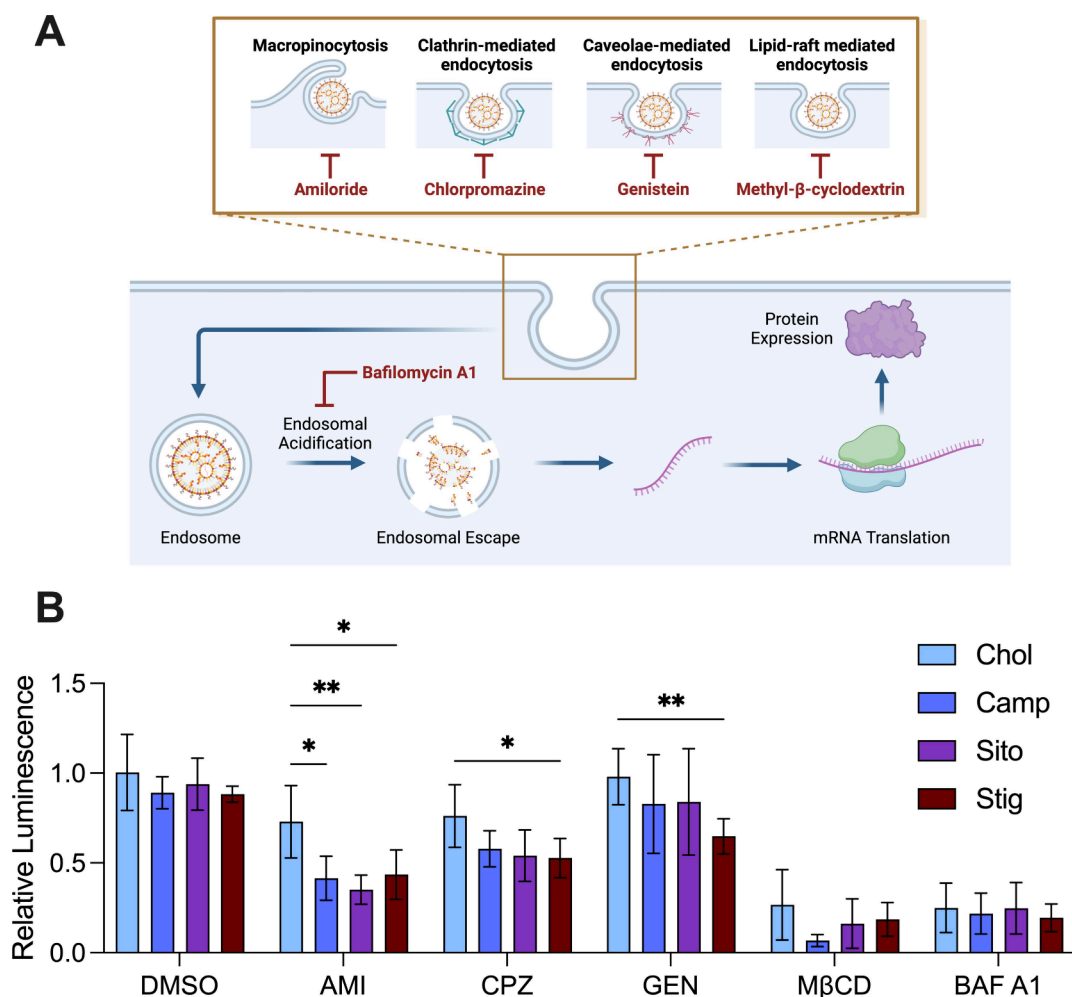 A
Macropinocytosis
Clathrin-mediated
endocytosis
Caveolae-mediated
endocytosis
Lipid-raft mediated
endocytosis
Amiloride
Chlorpromazine
Genistein
Methyl-β-cyclodextrin
Protein
Expression
Bafilomycin A1
Endosomal
Acidification
Endosome
Endosomal Escape
mRNA Translation
B
*
**
*
*
**
Chol
Camp
Sito
Stig
Relative Luminescence
1.5
1.0
0.5
0.0
DMSO
AMI
CPZ
GEN
MβCD
BAF A1